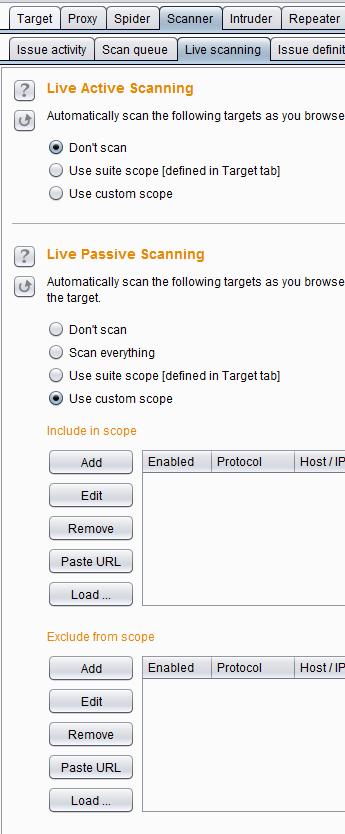 Target Proxy Spider Scanner Intruder Repeater
Issue activity Scan queue Live scanning Issue definit
? Live Active Scanning
Automatically scan the following targets as you browse
Don't scan
Use suite scope [defined in Target tab]
Use custom scope
? Live Passive Scanning
Automatically scan the following targets as you browse
the target.
Don't scan
Scan everything
Use suite scope [defined in Target tab]
Use custom scope
Include in scope
Add Enabled Protocol Host / IP
Edit
Remove
Paste URL
Load ...
Exclude from scope
Add Enabled Protocol Host / IP
Edit
Remove
Paste URL
Load ...